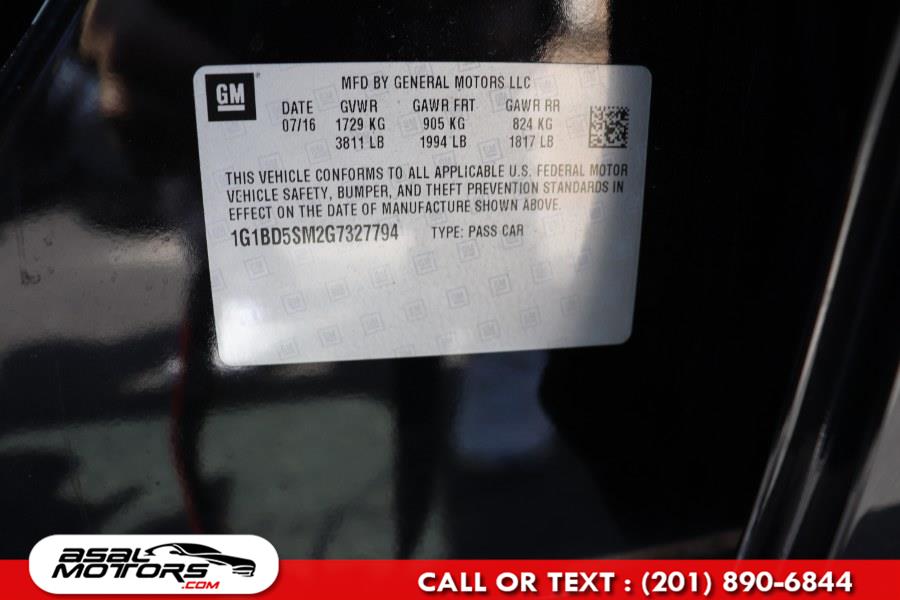 GM
MFD BY GENERAL MOTORS LLC
DATE GVWR GAWR FRT GAWR RR
07/16 1729 KG 905 KG 824 KG
3811 LB 1994 LB 1817 LB
THIS VEHICLE CONFORMS TO ALL APPLICABLE U.S. FEDERAL MOTOR
VEHICLE SAFETY, BUMPER, AND THEFT PREVENTION STANDARDS IN
EFFECT ON THE DATE OF MANUFACTURE SHOWN ABOVE.
1G1BD5SM2G7327794 TYPE: PASS CAR
ASAL
MOTORS
.COM
CALL OR TEXT : (201) 890-6844